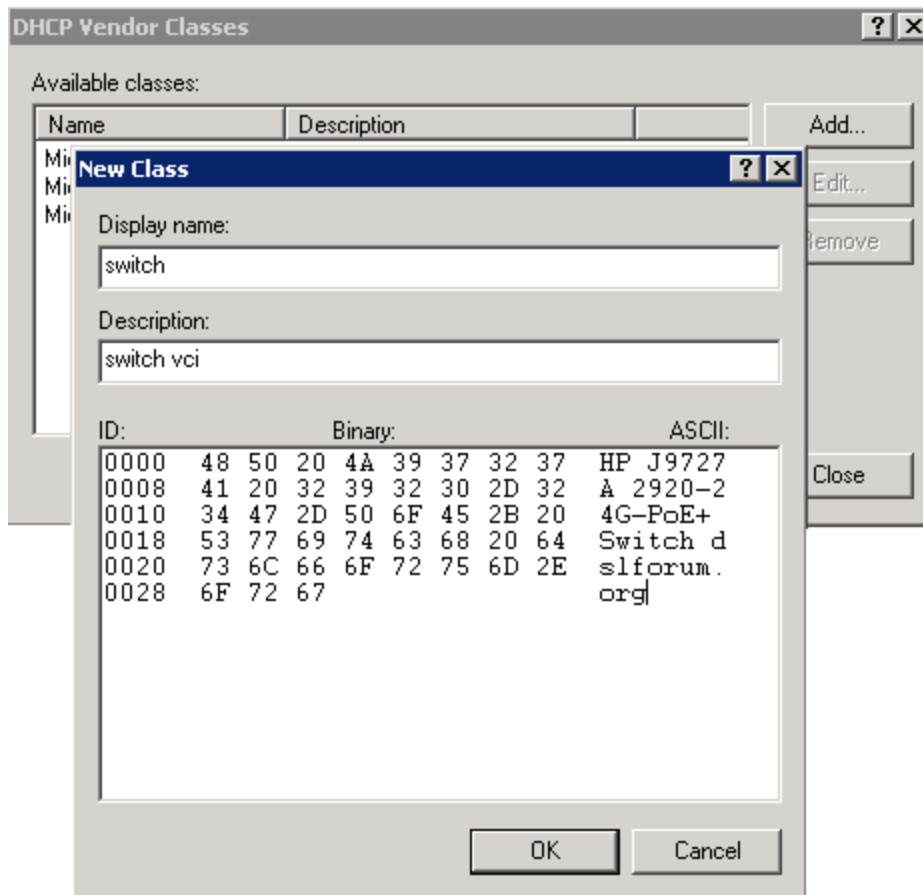 DHCP Vendor Classes
Available classes:
Name Description
Add...
Edit...
Remove
Close
New Class
Display name:
switch
Description:
switch vci
ID: Binary: ASCII:
0000 48 50 20 4A 39 37 32 37 HP J9727
0008 41 20 32 39 32 30 2D 32 A 2920-2
0010 34 47 2D 50 6F 45 2B 20 4G-PoE+
0018 53 77 69 74 63 68 20 64 Switch d
0020 73 6C 66 6F 72 75 6D 2E slforum.
0028 6F 72 67 org
OK Cancel